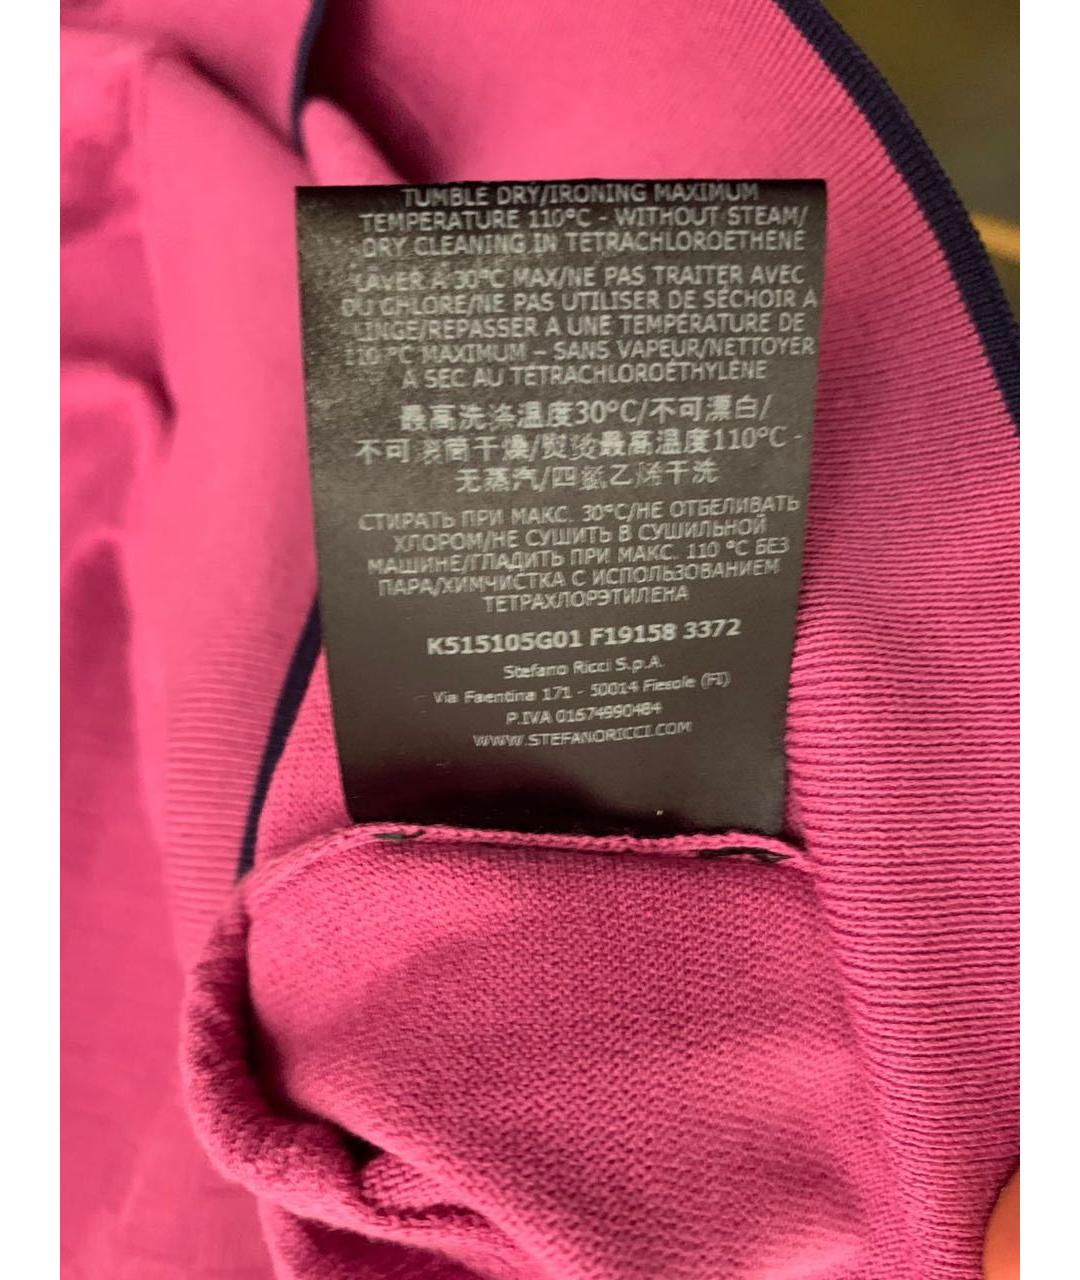 TUMBLE DRY/IRONING MAXIMUM
TEMPERATURE 110°C - WITHOUT STEAM/
DRY CLEANING IN TETRACHLOROETHENE
LAVER A 30°C MAX/NE PAS TRAITER AVEC
DU CHLORE/NE PAS UTILISER DE SÉCHOIR A
LINGE/REPASSER A UNE TEMPÉRATURE DE
110 °C MAXIMUM – SANS VAPEUR/NETTOYER
A SEC AU TÉTRACHLOROÉTHYLÈNE
最高洗涤温度30°C/不可漂白/
不可滚筒干燥/熨烫最高温度110°C -
无蒸汽/四氯乙烯干洗
СТИРАТЬ ПРИ МАКС. 30°C/НЕ ОТБЕЛИВАТЬ
ХЛОРОМ/НЕ СУШИТЬ В СУШИЛЬНОЙ
МАШИНЕ/ГЛАДИТЬ ПРИ МАКС. 110 °C БЕЗ
ПАРА/ХИМЧИСТКА С ИСПОЛЬЗОВАНИЕМ
ТЕТРАХЛОРЭТИЛЕНА
K515105G01 F19158 3372
Stefano Ricci S.p.A.
Via Faentina 171 - 50014 Fiesole (FI)
P.IVA 01674990484
WWW.STEFANORICCI.COM